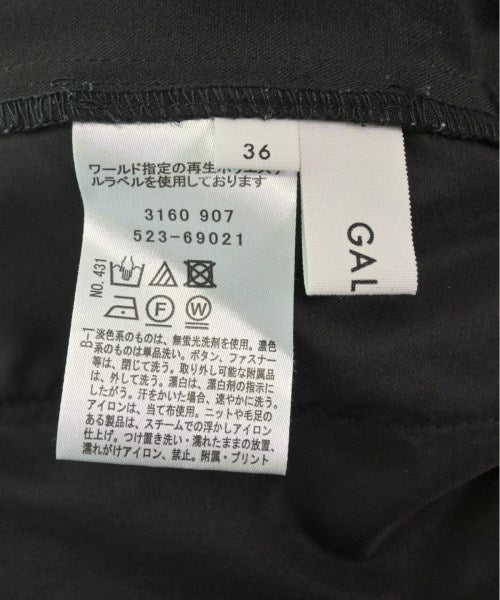 36
GAL
ワールド指定の再生ポリエステ
ルラベルを使用しております
3160 907
523-69021
NO. 431
F
W
B-1
淡色系のものは、無蛍光洗剤を使用。濃色
系のものは単品洗い。ボタン、ファスナー
等は、閉じて洗う。取り外し可能な附属品
は、外して洗う。漂白は、漂白剤の指示に
したがう。汗をかいた場合、速やかに洗う。
アイロンは、当て布使用。ニットや毛足の
ある製品は、スチームでの浮かしアイロン
仕上げ。つけ置き洗い・濡れたままの放置、
濡れがけアイロン、禁止。附属・プリント